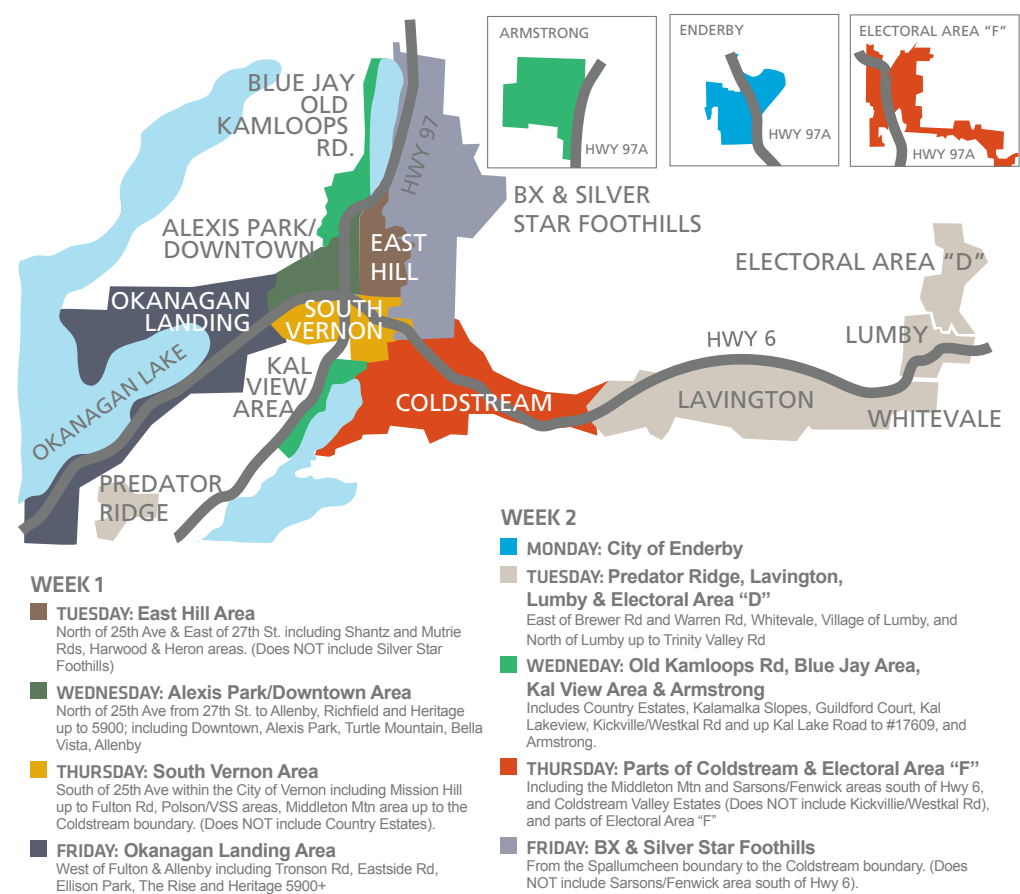 BLUE JAY
OLD
KAMLOOPS
RD.
HWY 97
ARMSTRONG
HWY 97A
ENDERBY
HWY 97A
ELECTORAL AREA “F”
HWY 97A
BX & SILVER
STAR FOOTHILLS
ALEXIS PARK/
DOWNTOWN
EAST
HILL
ELECTORAL AREA “D”
OKANAGAN
LANDING
SOUTH
VERNON
HWY 6
LUMBY
OKANAGAN LAKE
KAL
VIEW
AREA
COLDSTREAM
LAVINGTON
WHITEVALE
PREDATOR
RIDGE
WEEK 1
TUESDAY: East Hill Area
North of 25th Ave & East of 27th St. including Shantz and Mutrie
Rds, Harwood & Heron areas. (Does NOT include Silver Star
Foothills)
WEDNESDAY: Alexis Park/Downtown Area
North of 25th Ave from 27th St. to Allenby, Richfield and Heritage
up to 5900; including Downtown, Alexis Park, Turtle Mountain, Bella
Vista, Allenby
THURSDAY: South Vernon Area
South of 25th Ave within the City of Vernon including Mission Hill
up to Fulton Rd, Polson/VSS areas, Middleton Mtn area up to the
Coldstream boundary. (Does NOT include Country Estates).
FRIDAY: Okanagan Landing Area
West of Fulton & Allenby including Tronson Rd, Eastside Rd,
Ellison Park, The Rise and Heritage 5900+
WEEK 2
MONDAY: City of Enderby
TUESDAY: Predator Ridge, Lavington,
Lumby & Electoral Area “D”
East of Brewer Rd and Warren Rd, Whitevale, Village of Lumby, and
North of Lumby up to Trinity Valley Rd
WEDNEDAY: Old Kamloops Rd, Blue Jay Area,
Kal View Area & Armstrong
Includes Country Estates, Kalamalka Slopes, Guildford Court, Kal
Lakeview, Kickville/Westkal Rd and up Kal Lake Road to #17609, and
Armstrong.
THURSDAY: Parts of Coldstream & Electoral Area “F”
Including the Middleton Mtn and Sarsons/Fenwick areas south of Hwy 6,
and Coldstream Valley Estates (Does NOT include Kickvillie/Westkal Rd),
and parts of Electoral Area “F”
FRIDAY: BX & Silver Star Foothills
From the Spallumcheen boundary to the Coldstream boundary. (Does
NOT include Sarsons/Fenwick area south of Hwy 6).